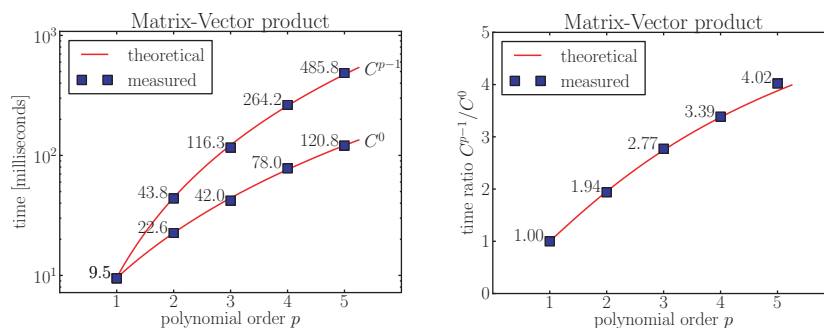 Matrix-Vector product
10³
theoretical
measured
485.8
C^{p−1}
264.2
116.3
120.8
C⁰
10²
78.0
43.8
42.0
22.6
9.5
10¹
time [milliseconds]
1 2 3 4 5
polynomial order p
Matrix-Vector product
5
theoretical
measured
4.02
4
3.39
3
2.77
2
1.94
1
1.00
0
time ratio C^{p−1}/C⁰
1 2 3 4 5
polynomial order p